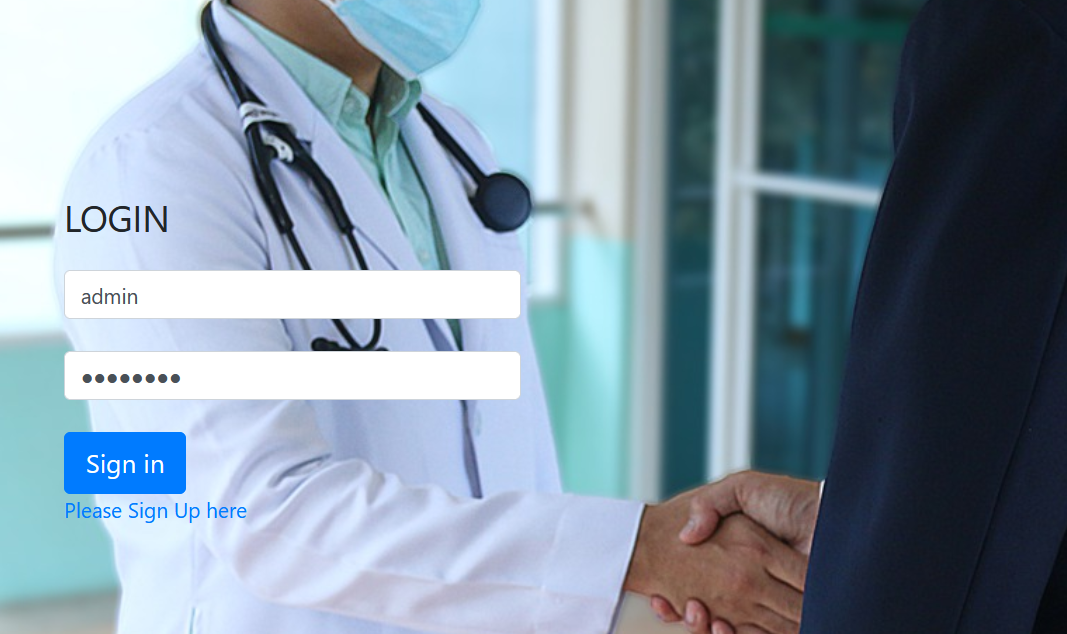 LOGIN
admin
••••••••
Sign in
Please Sign Up here